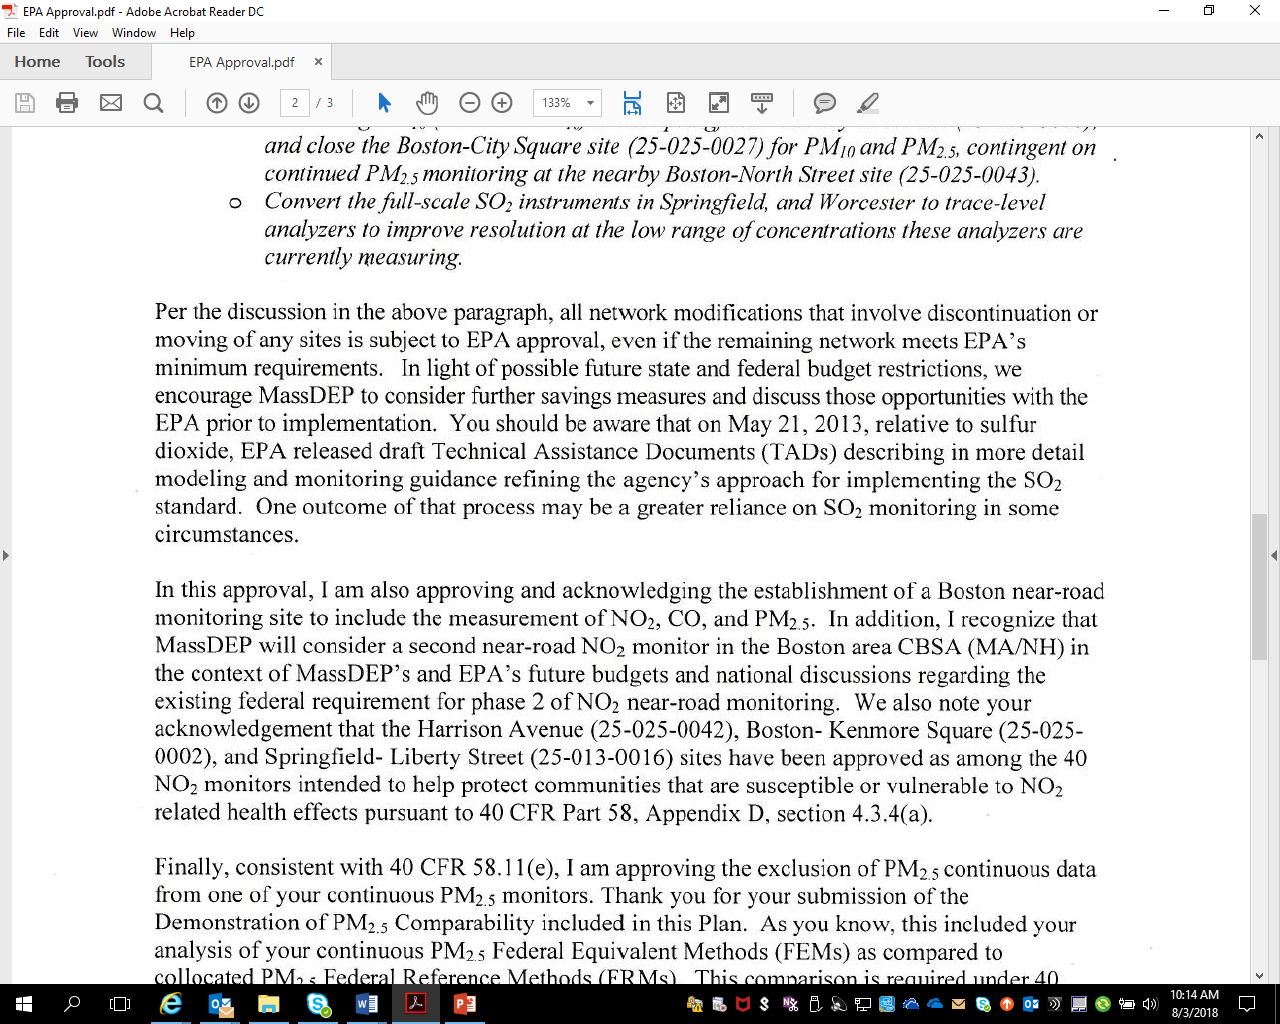 EPA Approval.pdf - Adobe Acrobat Reader DC
File Edit View Window Help
Home Tools EPA Approval.pdf ×
2 / 3 133%
and close the Boston-City Square site (25-025-0027) for PM10 and PM2.5, contingent on
continued PM2.5 monitoring at the nearby Boston-North Street site (25-025-0043).
o Convert the full-scale SO2 instruments in Springfield, and Worcester to trace-level
analyzers to improve resolution at the low range of concentrations these analyzers are
currently measuring.
Per the discussion in the above paragraph, all network modifications that involve discontinuation or
moving of any sites is subject to EPA approval, even if the remaining network meets EPA's
minimum requirements. In light of possible future state and federal budget restrictions, we
encourage MassDEP to consider further savings measures and discuss those opportunities with the
EPA prior to implementation. You should be aware that on May 21, 2013, relative to sulfur
dioxide, EPA released draft Technical Assistance Documents (TADs) describing in more detail
modeling and monitoring guidance refining the agency's approach for implementing the SO2
standard. One outcome of that process may be a greater reliance on SO2 monitoring in some
circumstances.
In this approval, I am also approving and acknowledging the establishment of a Boston near-road
monitoring site to include the measurement of NO2, CO, and PM2.5. In addition, I recognize that
MassDEP will consider a second near-road NO2 monitor in the Boston area CBSA (MA/NH) in
the context of MassDEP's and EPA's future budgets and national discussions regarding the
existing federal requirement for phase 2 of NO2 near-road monitoring. We also note your
acknowledgement that the Harrison Avenue (25-025-0042), Boston- Kenmore Square (25-025-
0002), and Springfield- Liberty Street (25-013-0016) sites have been approved as among the 40
NO2 monitors intended to help protect communities that are susceptible or vulnerable to NO2
related health effects pursuant to 40 CFR Part 58, Appendix D, section 4.3.4(a).
Finally, consistent with 40 CFR 58.11(e), I am approving the exclusion of PM2.5 continuous data
from one of your continuous PM2.5 monitors. Thank you for your submission of the
Demonstration of PM2.5 Comparability included in this Plan. As you know, this included your
analysis of your continuous PM2.5 Federal Equivalent Methods (FEMs) as compared to
collocated PM2.5 Federal Reference Methods (FRMs). This comparison is required under 40
10:14 AM
8/3/2018